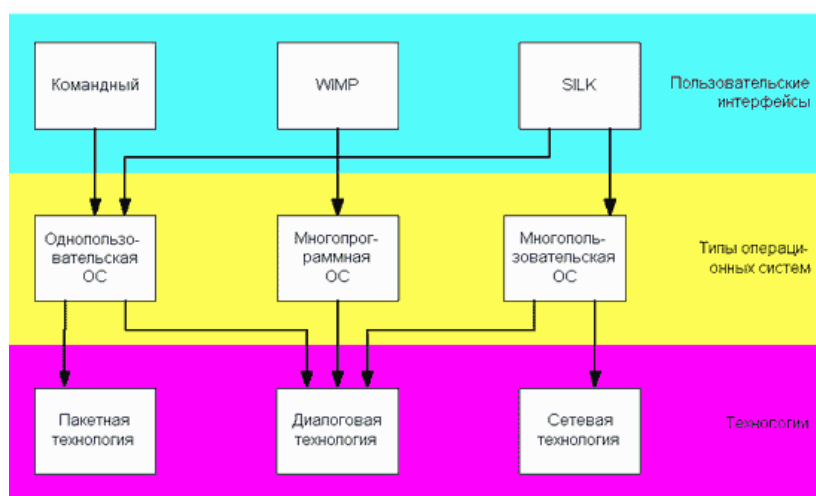 Командный
WIMP
SILK
Пользовательские
интерфейсы
Однопользо-
вательская
ОС
Многопрог-
раммная
ОС
Многополь-
зовательская
ОС
Типы операци-
онных систем
Пакетная
технология
Диалоговая
технология
Сетевая
технология
Технологии